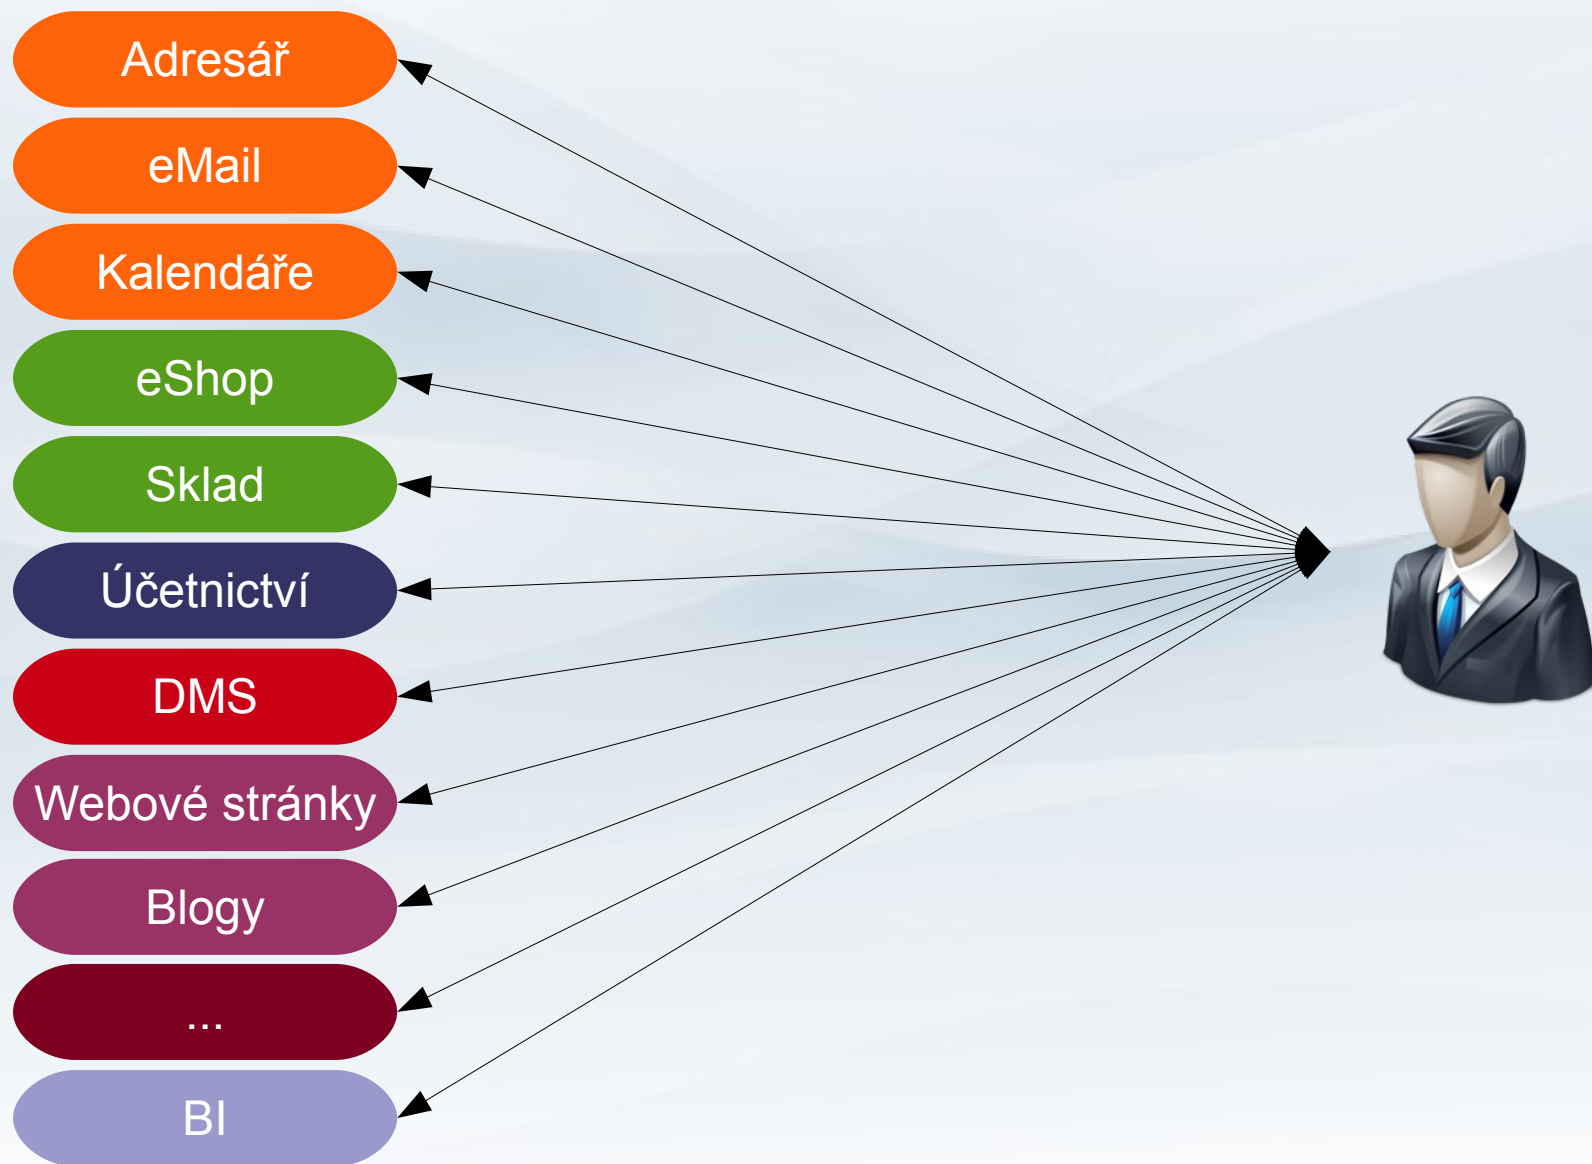 Adresář
eMail
Kalendáře
eShop
Sklad
Účetnictví
DMS
Webové stránky
Blogy
...
BI